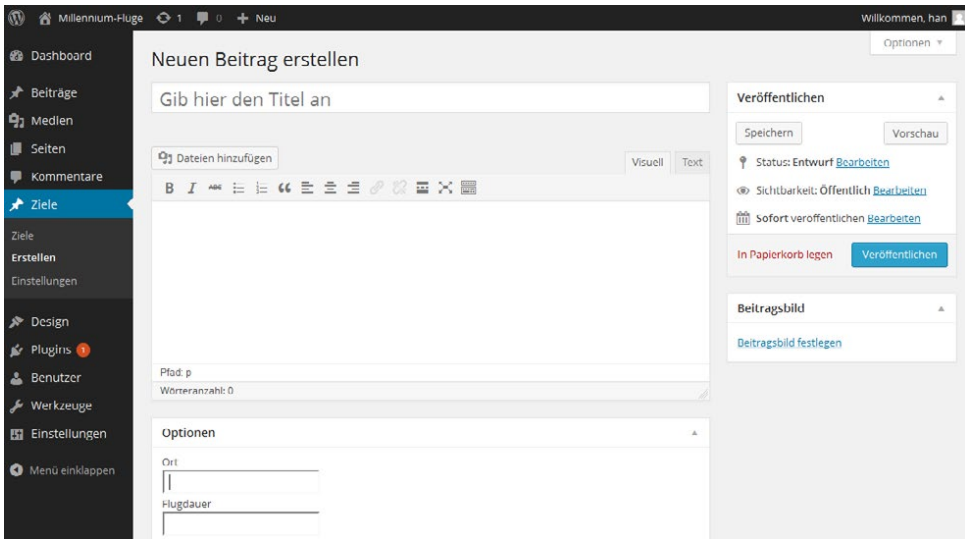 Millennium-Fluge 1 0 + Neu Willkommen, han
Optionen
Dashboard
Beiträge
Medien
Seiten
Kommentare
Ziele
Ziele
Erstellen
Einstellungen
Design
Plugins 1
Benutzer
Werkzeuge
Einstellungen
Menü einklappen
Neuen Beitrag erstellen
Gib hier den Titel an
Dateien hinzufügen
Visuell Text
B I ABC
Pfad: p
Wörteranzahl: 0
Optionen
Ort
Flugdauer
Veröffentlichen
Speichern Vorschau
Status: Entwurf Bearbeiten
Sichtbarkeit: Öffentlich Bearbeiten
Sofort veröffentlichen Bearbeiten
In Papierkorb legen Veröffentlichen
Beitragsbild
Beitragsbild festlegen